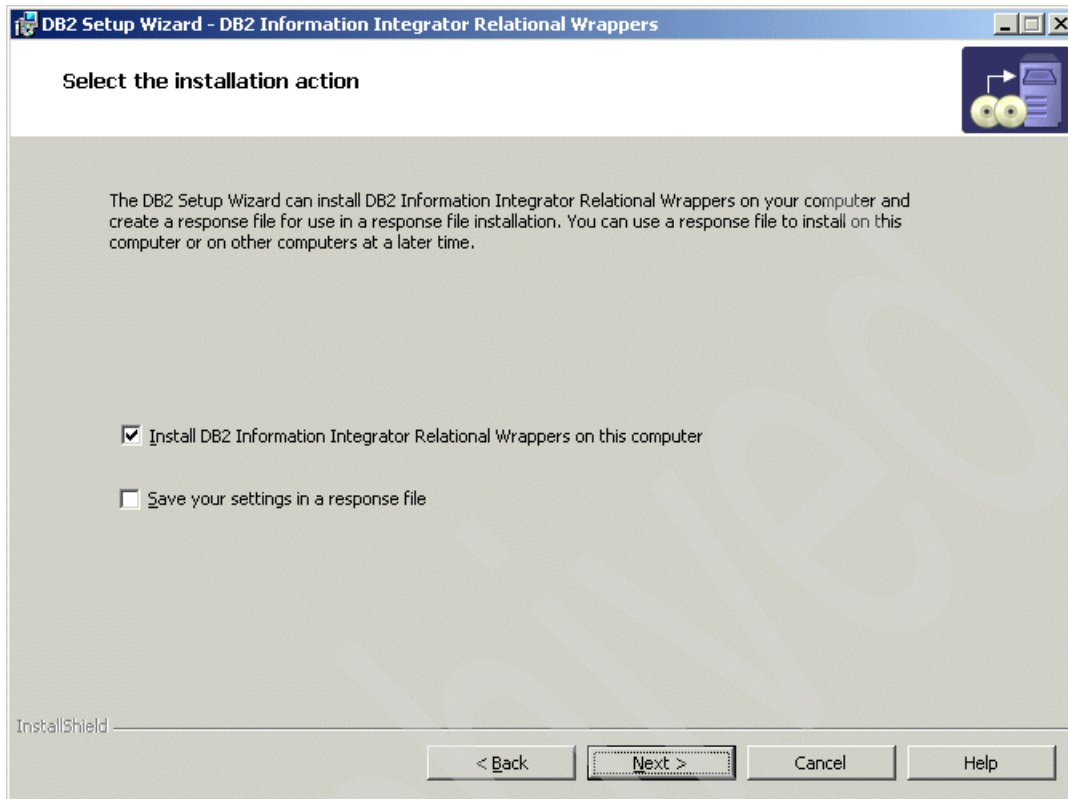 DB2 Setup Wizard - DB2 Information Integrator Relational Wrappers
Select the installation action
The DB2 Setup Wizard can install DB2 Information Integrator Relational Wrappers on your computer and
create a response file for use in a response file installation. You can use a response file to install on this
computer or on other computers at a later time.
Install DB2 Information Integrator Relational Wrappers on this computer
Save your settings in a response file
InstallShield
< Back Next > Cancel Help